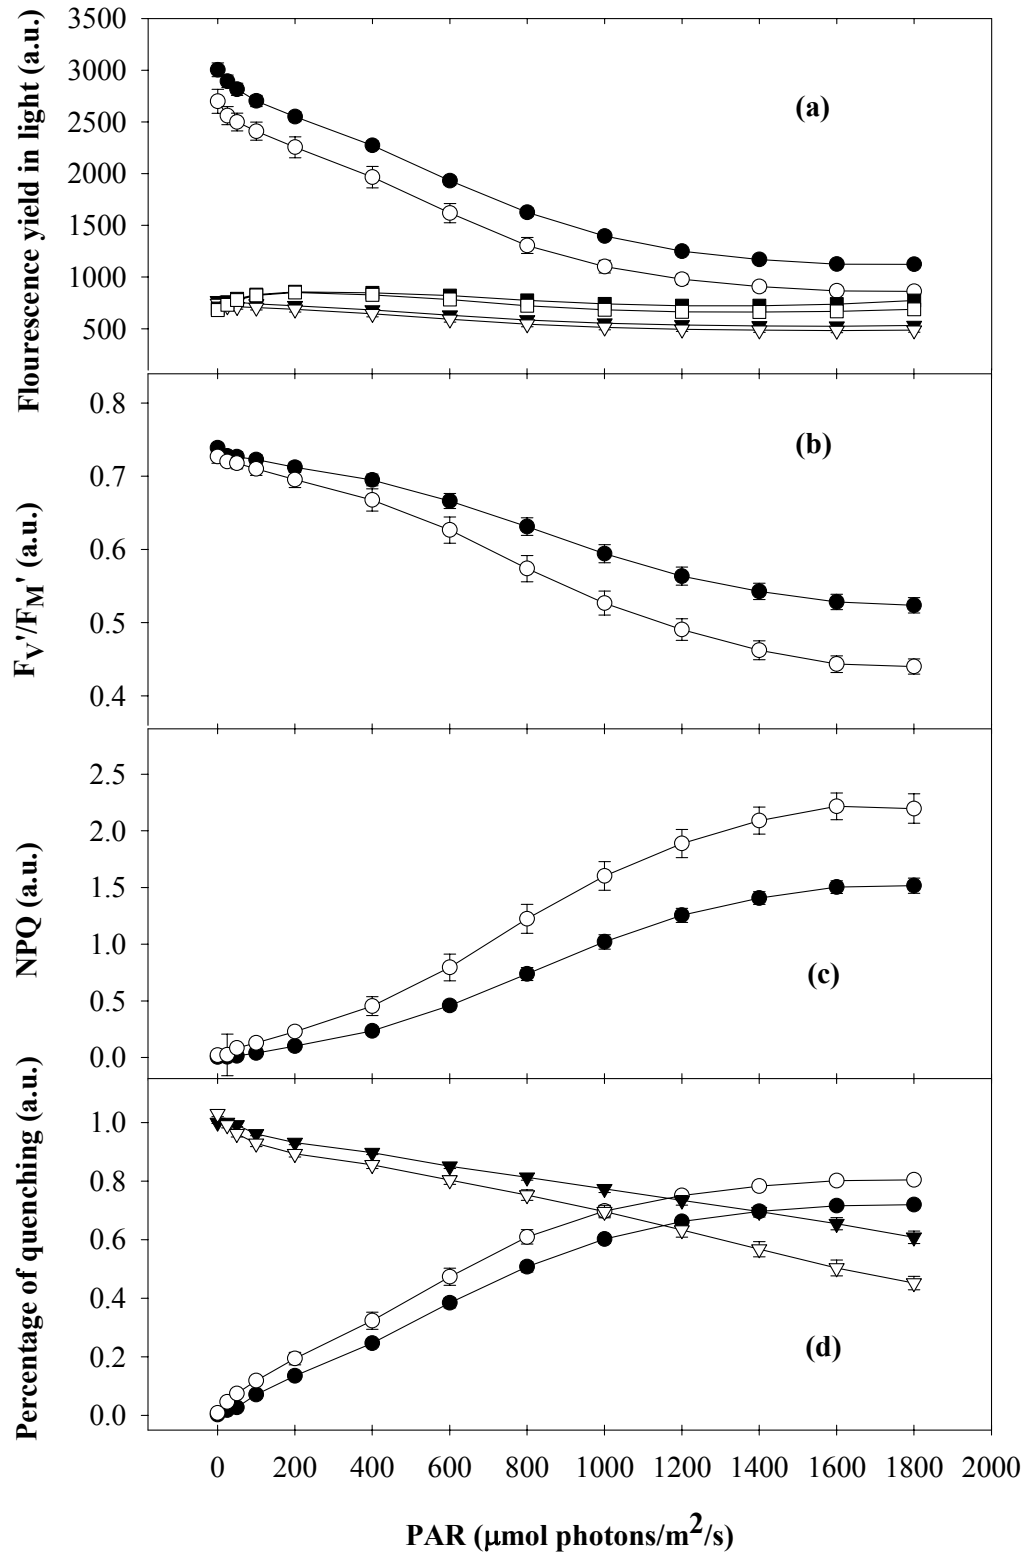 Flourescence yield in light (a.u.)
3500
3000
2500
2000
1500
1000
500
(a)
F_V'/F_M' (a.u.)
0.8
0.7
0.6
0.5
0.4
(b)
NPQ (a.u.)
2.5
2.0
1.5
1.0
0.5
0.0
(c)
Percentage of quenching (a.u.)
1.0
0.8
0.6
0.4
0.2
0.0
(d)
0 200 400 600 800 1000 1200 1400 1600 1800 2000
PAR (μmol photons/m²/s)